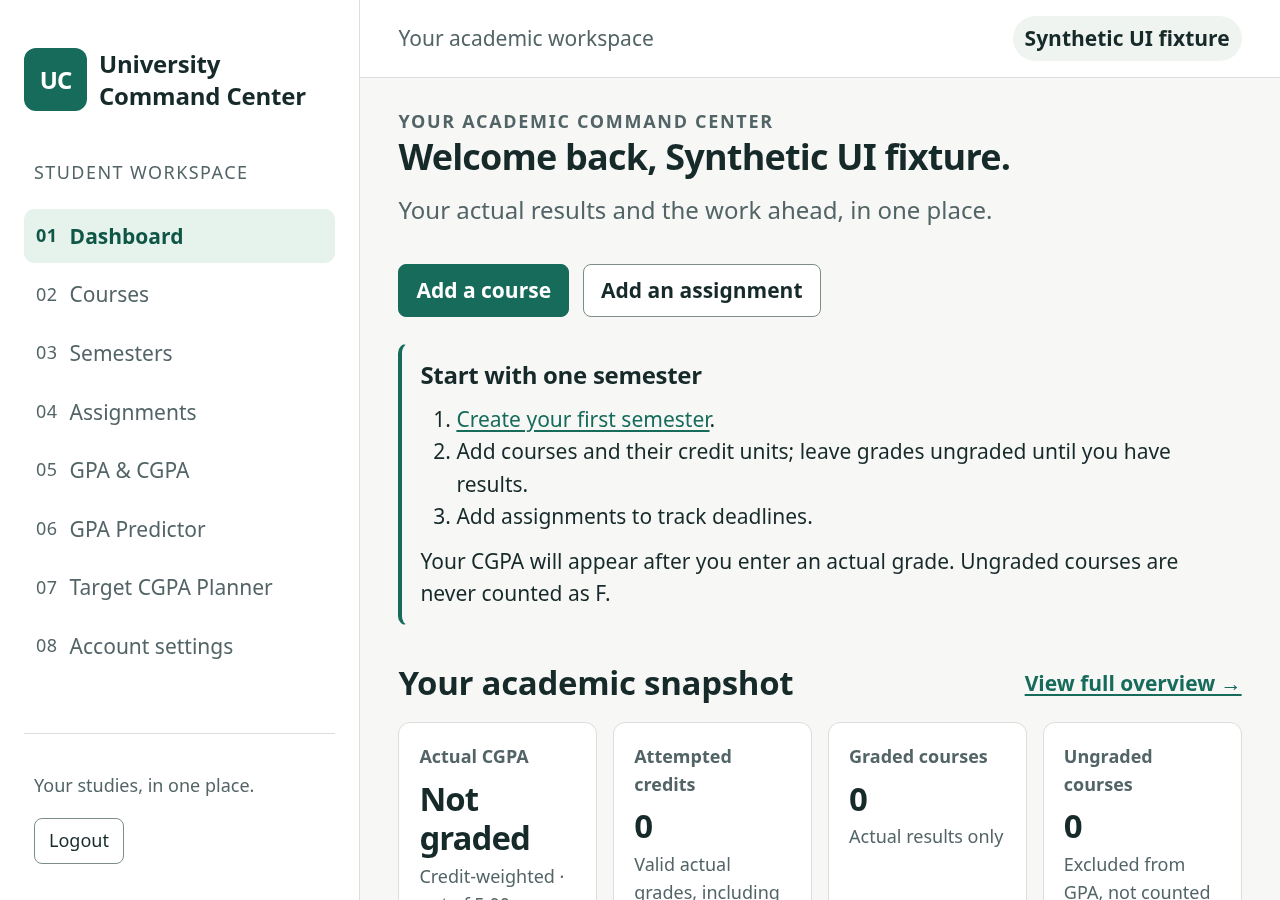 UC
University
Command Center
STUDENT WORKSPACE
01 Dashboard
02 Courses
03 Semesters
04 Assignments
05 GPA & CGPA
06 GPA Predictor
07 Target CGPA Planner
08 Account settings
Your studies, in one place.
Logout
Your academic workspace
Synthetic UI fixture
YOUR ACADEMIC COMMAND CENTER
Welcome back, Synthetic UI fixture.
Your actual results and the work ahead, in one place.
Add a course
Add an assignment
Start with one semester
1. Create your first semester.
2. Add courses and their credit units; leave grades ungraded until you have
results.
3. Add assignments to track deadlines.
Your CGPA will appear after you enter an actual grade. Ungraded courses are
never counted as F.
Your academic snapshot
View full overview →
Actual CGPA
Not
graded
Credit-weighted ·
Attempted
credits
0
Valid actual
grades, including
Graded courses
0
Actual results only
Ungraded
courses
0
Excluded from
GPA, not counted